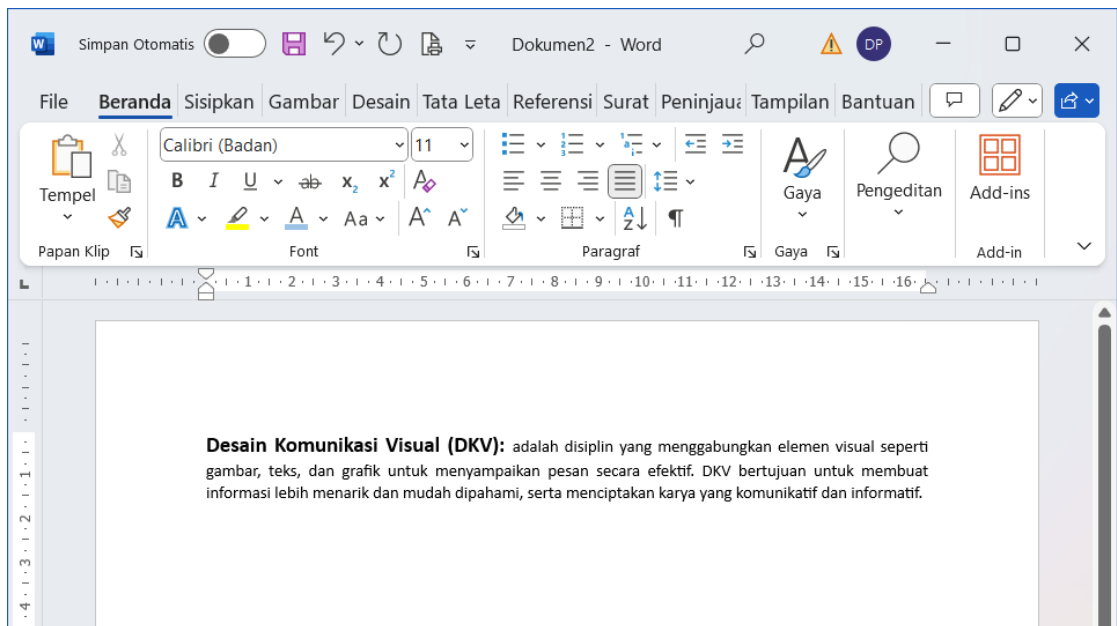 Simpan Otomatis Dokumen2 - Word DP
File Beranda Sisipkan Gambar Desain Tata Leta Referensi Surat Peninjaua Tampilan Bantuan
Calibri (Badan) 11
Tempel B I U ab x₂ x² A Gaya Pengeditan Add-ins
A A Aa A A
Papan Klip Font Paragraf Gaya Add-in
1 2 3 4 5 6 7 8 9 10 11 12 13 14 15 16
Desain Komunikasi Visual (DKV): adalah disiplin yang menggabungkan elemen visual seperti
gambar, teks, dan grafik untuk menyampaikan pesan secara efektif. DKV bertujuan untuk membuat
informasi lebih menarik dan mudah dipahami, serta menciptakan karya yang komunikatif dan informatif.
1
2
3
4